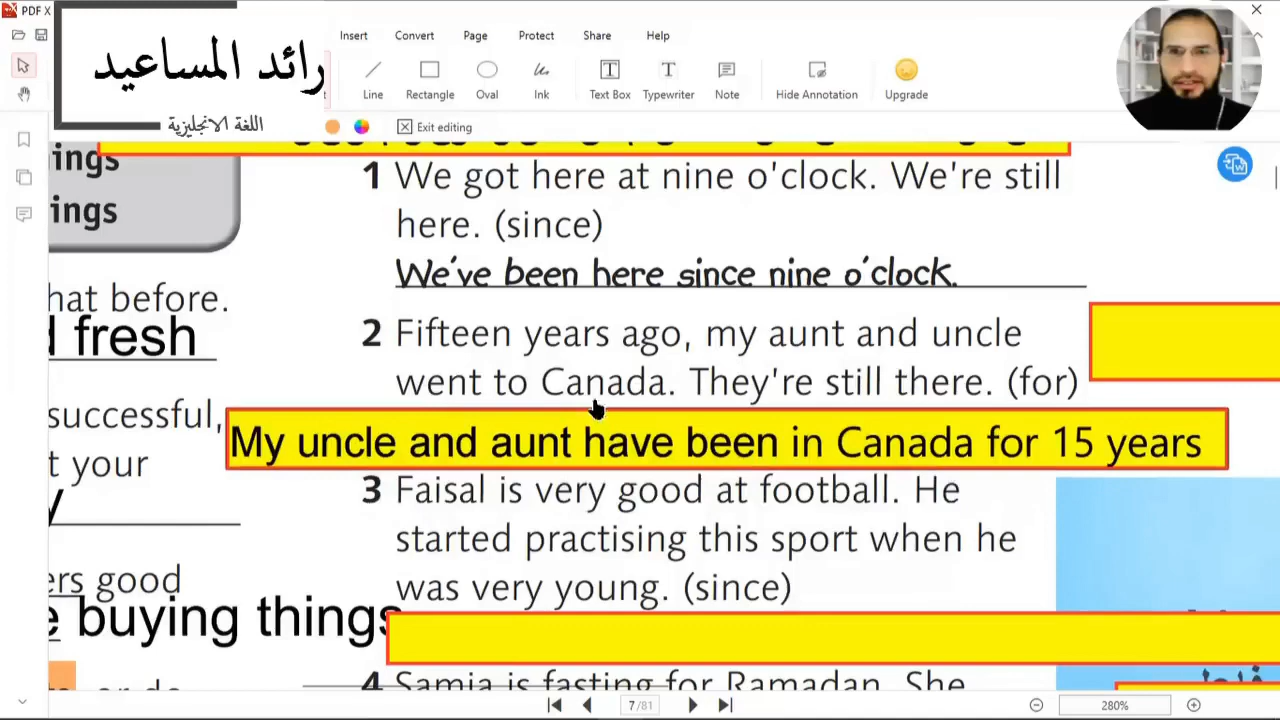 PDF X
Insert Convert Page Protect Share Help
رائد المساعيد
اللغة الانجليزية
Line Rectangle Oval Ink Text Box Typewriter Note Hide Annotation Upgrade
Exit editing
ings
ings
hat before.
fresh
successful,
t your
ers good
buying things
or do
1 We got here at nine o'clock. We're still
here. (since)
We've been here since nine o'clock.
2 Fifteen years ago, my aunt and uncle
went to Canada. They're still there. (for)
My uncle and aunt have been in Canada for 15 years
3 Faisal is very good at football. He
started practising this sport when he
was very young. (since)
4 Samia is fasting for Ramadan. She
7/81
280%